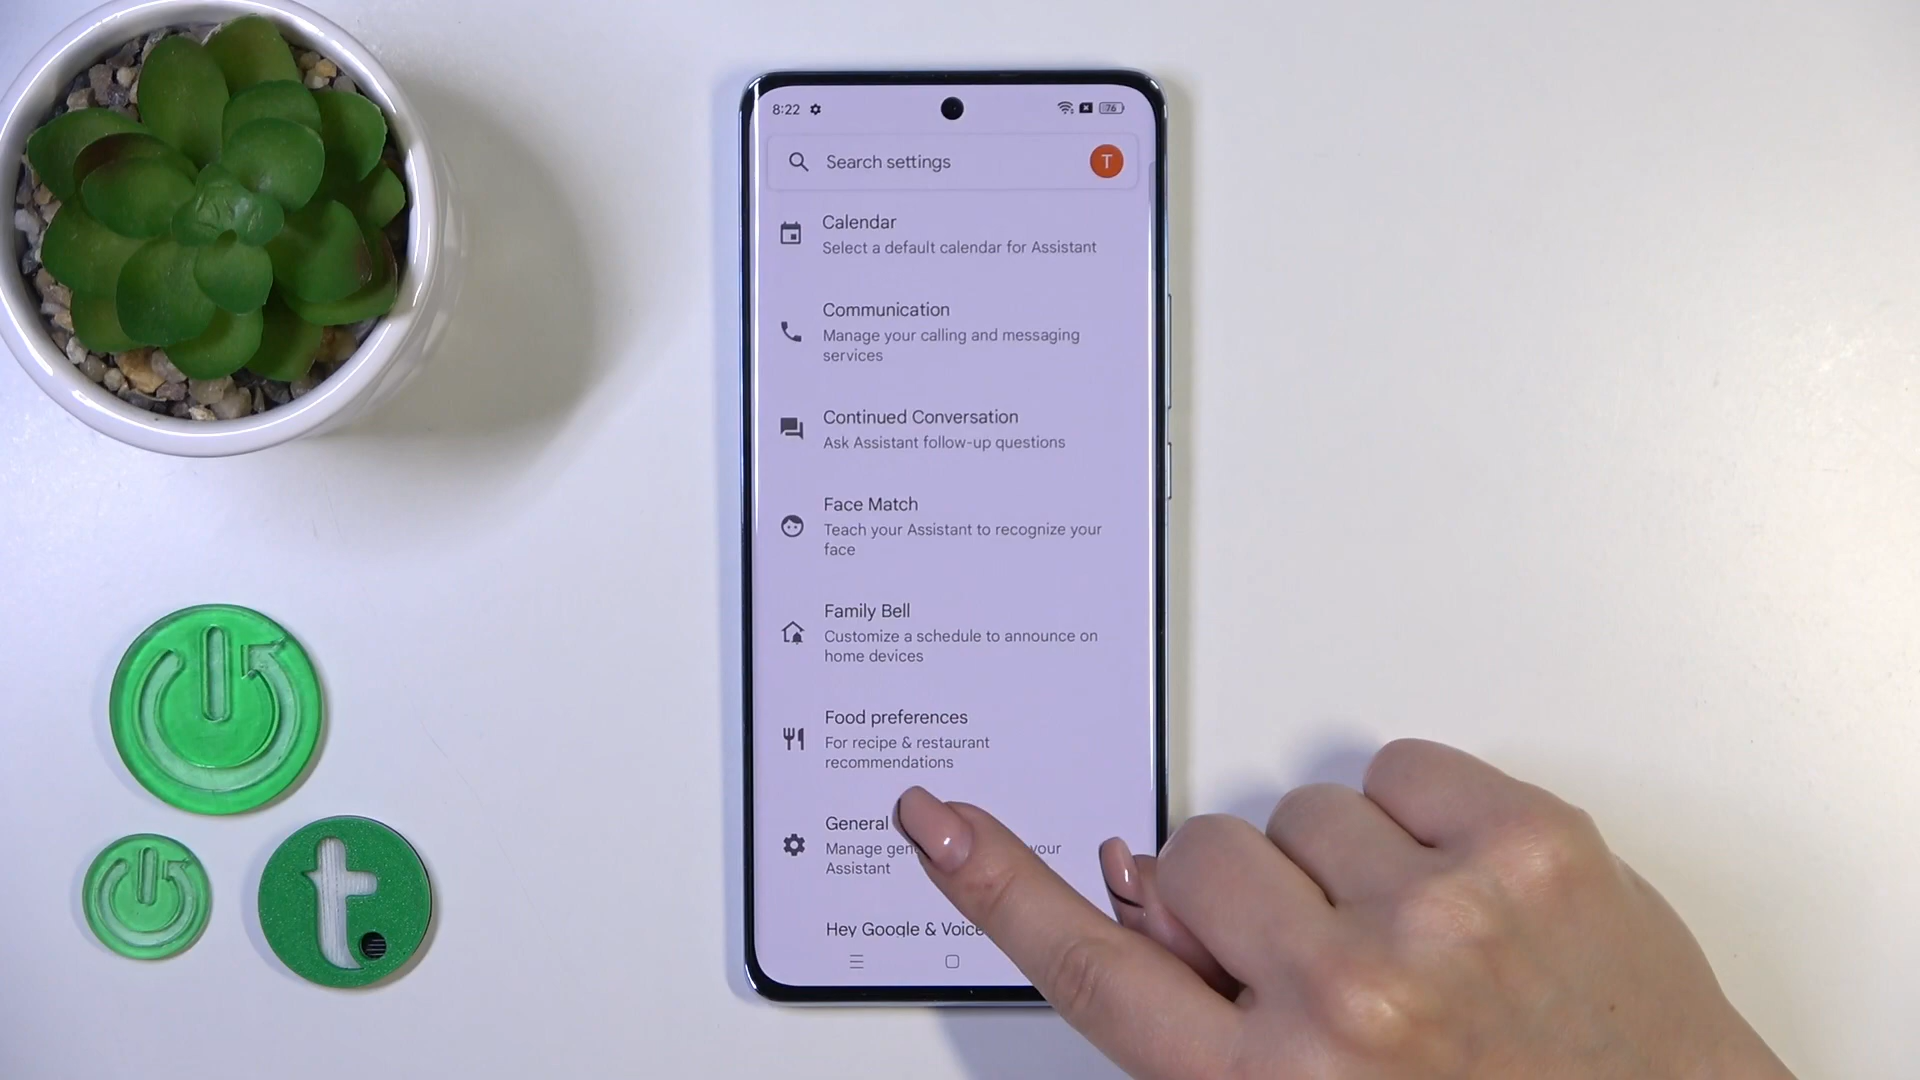 8:22
76
Search settings
T
Calendar
Select a default calendar for Assistant
Communication
Manage your calling and messaging
services
Continued Conversation
Ask Assistant follow-up questions
Face Match
Teach your Assistant to recognize your
face
Family Bell
Customize a schedule to announce on
home devices
Food preferences
For recipe & restaurant
recommendations
General
Manage your
Assistant
Hey Google & Voice
t